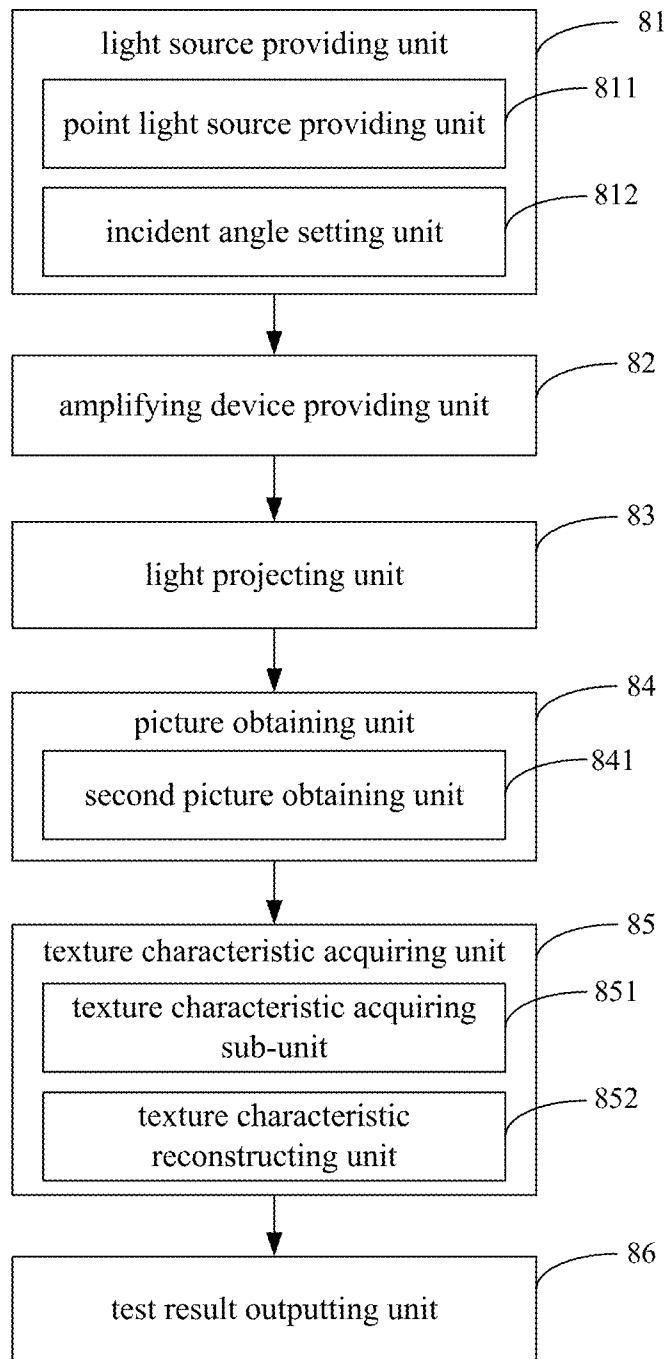 light source providing unit
81
point light source providing unit
811
incident angle setting unit
812
amplifying device providing unit
82
light projecting unit
83
picture obtaining unit
84
second picture obtaining unit
841
texture characteristic acquiring unit
85
texture characteristic acquiring
sub-unit
851
texture characteristic
reconstructing unit
852
test result outputting unit
86